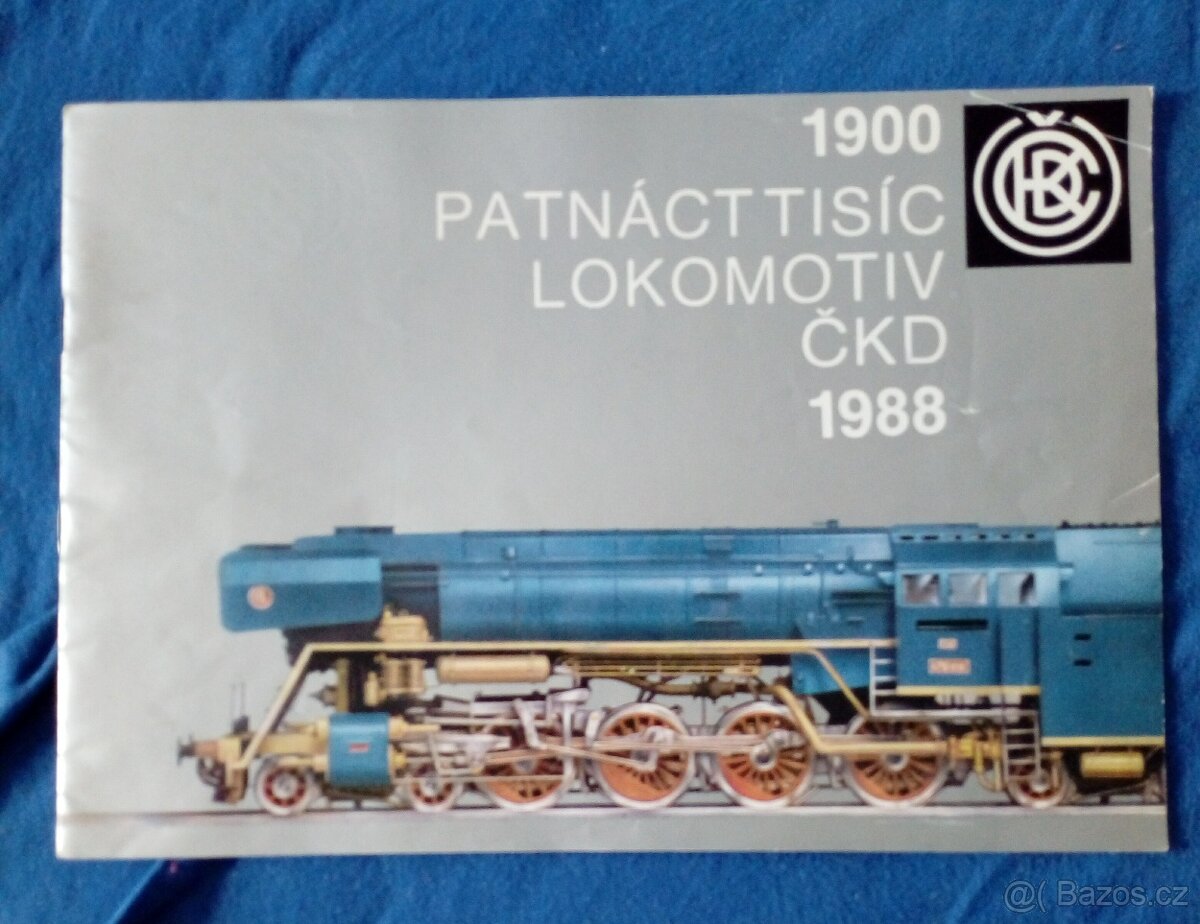 1900
PATNÁCT TISÍC
LOKOMOTIV
ČKD
1988
ČKD
@( Bazos.cz